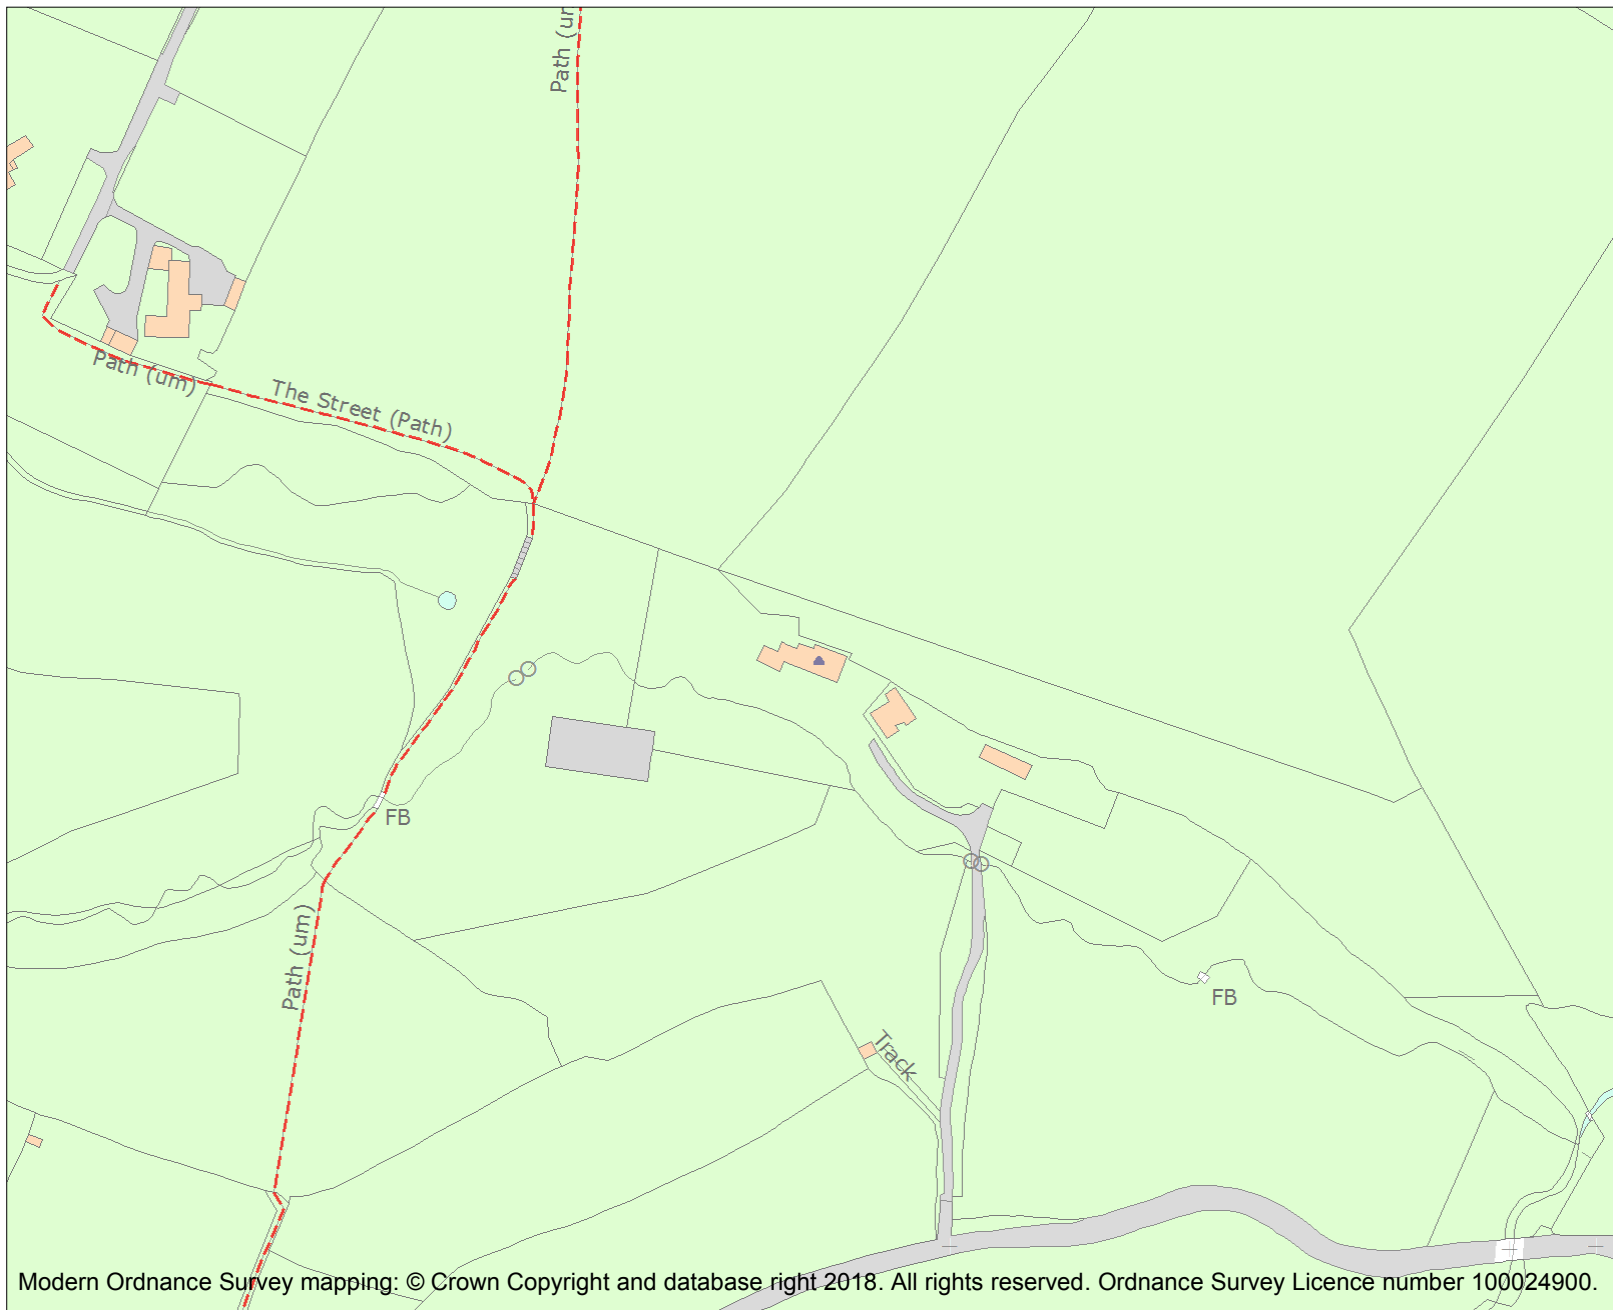 Path (un
Path (um)
The Street (Path)
FB
Path (um)
FB
Track
Modern Ordnance Survey mapping: © Crown Copyright and database right 2018. All rights reserved. Ordnance Survey Licence number 100024900.